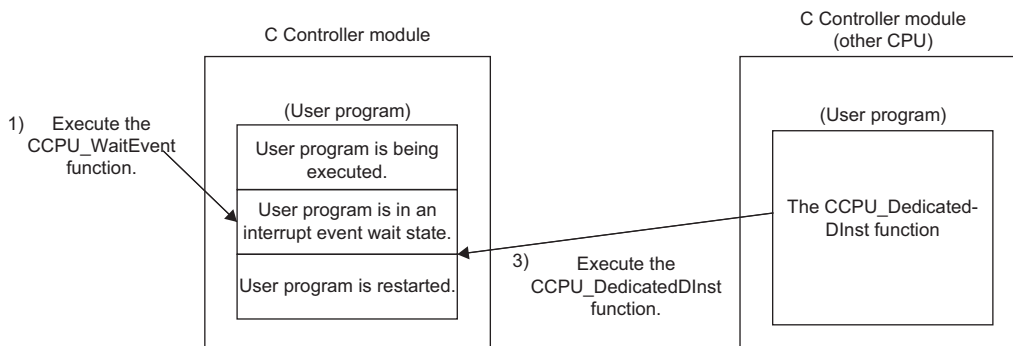 C Controller module
C Controller module
(other CPU)
(User program)
(User program)
1) Execute the
CCPU_WaitEvent
function.
User program is being
executed.
User program is in an
interrupt event wait state.
User program is restarted.
3) Execute the
CCPU_DedicatedDInst
function.
The CCPU_Dedicated-
DInst function